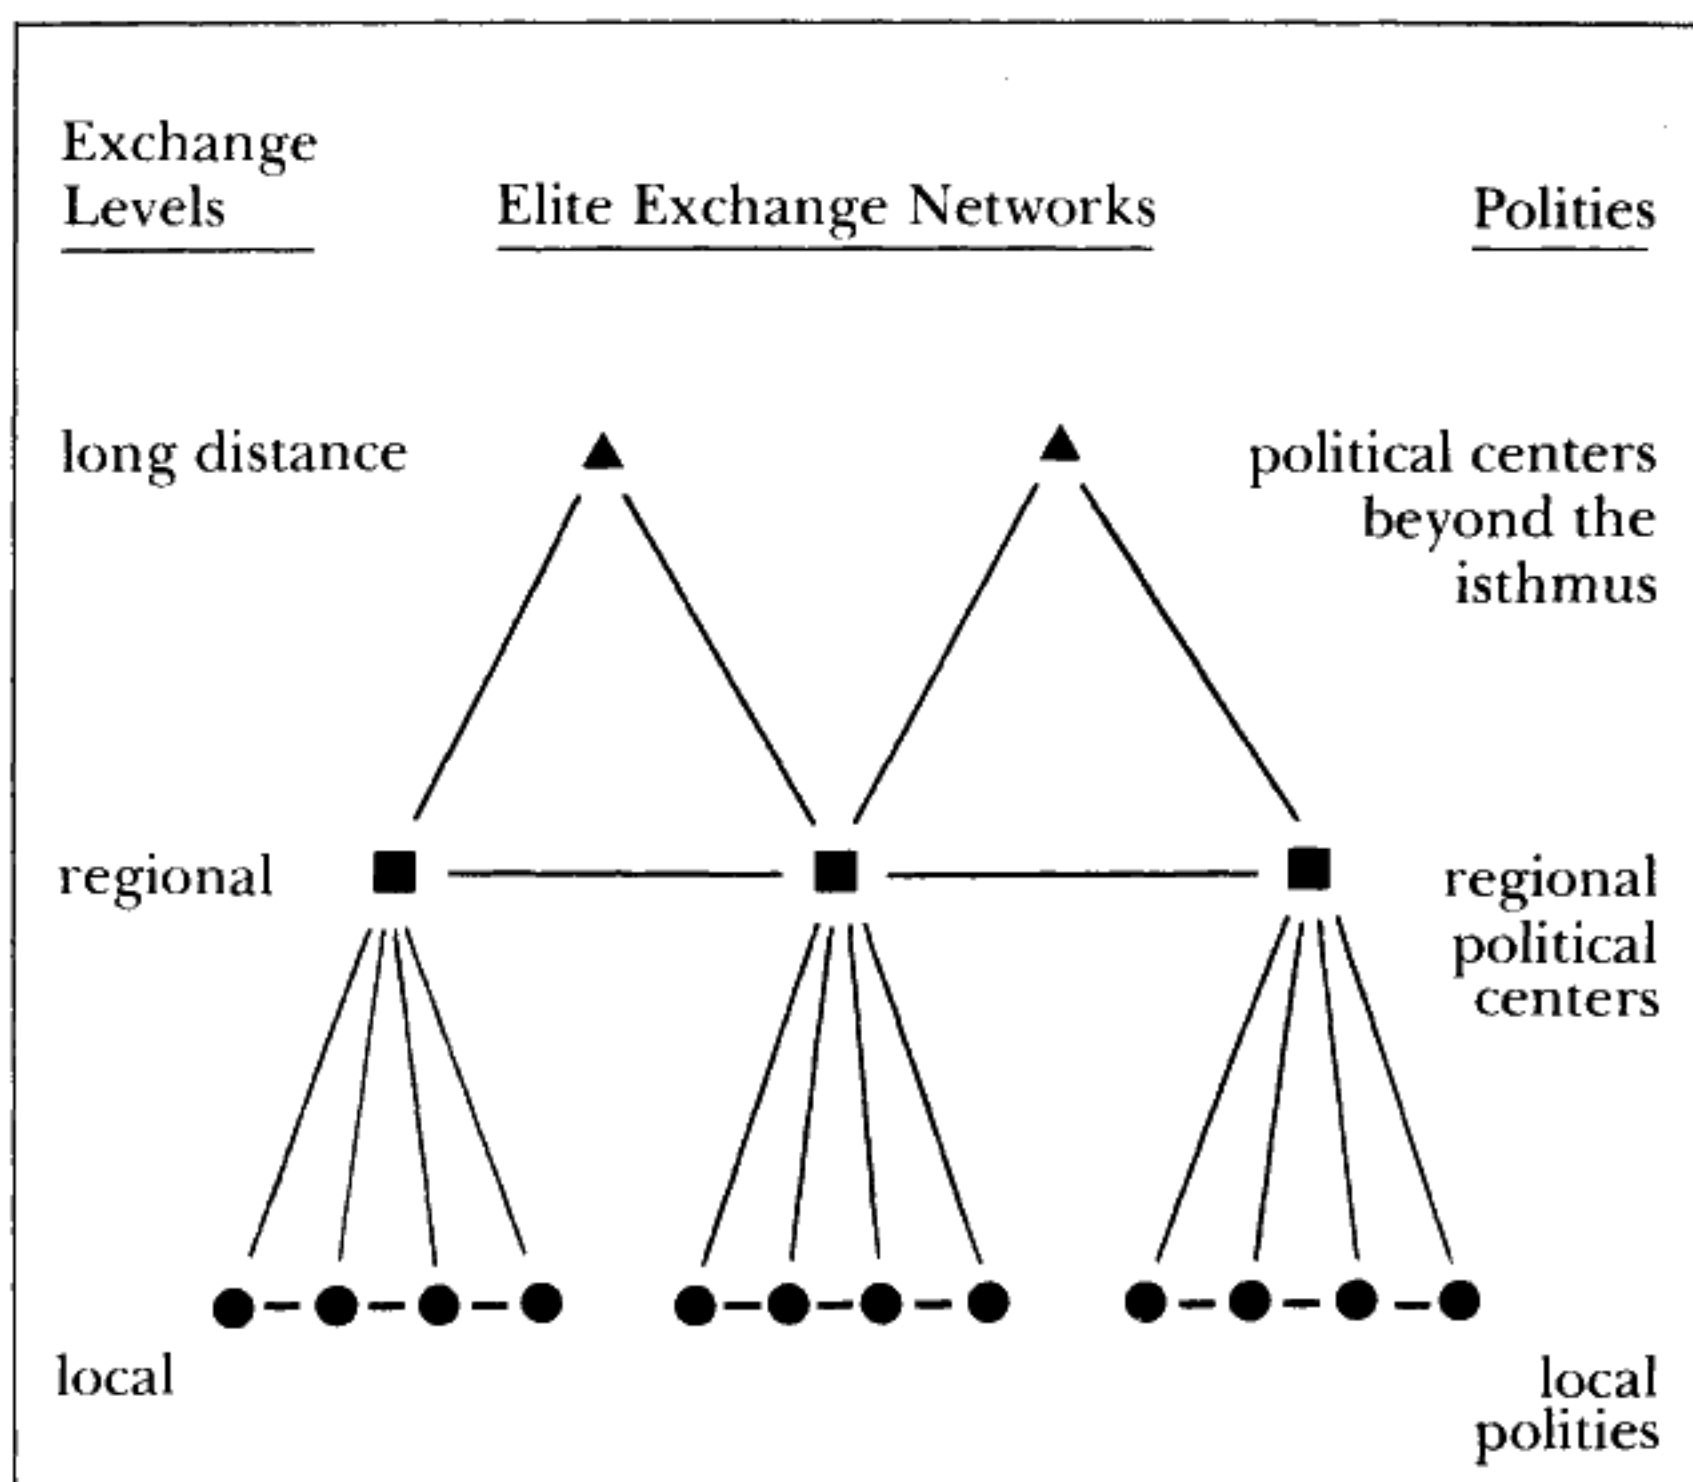 Exchange
Levels
Elite Exchange Networks
Polities
long distance
political centers
beyond the
isthmus
regional
regional
political
centers
local
local
polities